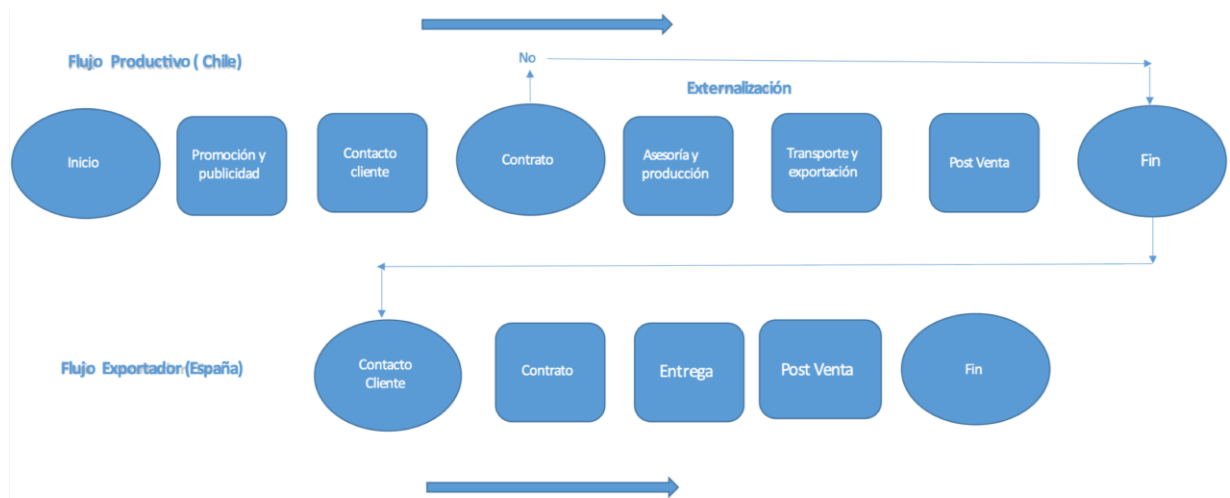 Flujo Productivo ( Chile)
No
Externalización
Inicio
Promoción y
publicidad
Contacto
cliente
Contrato
Asesoría y
producción
Transporte y
exportación
Post Venta
Fin
Flujo Exportador (España)
Contacto
Cliente
Contrato
Entrega
Post Venta
Fin